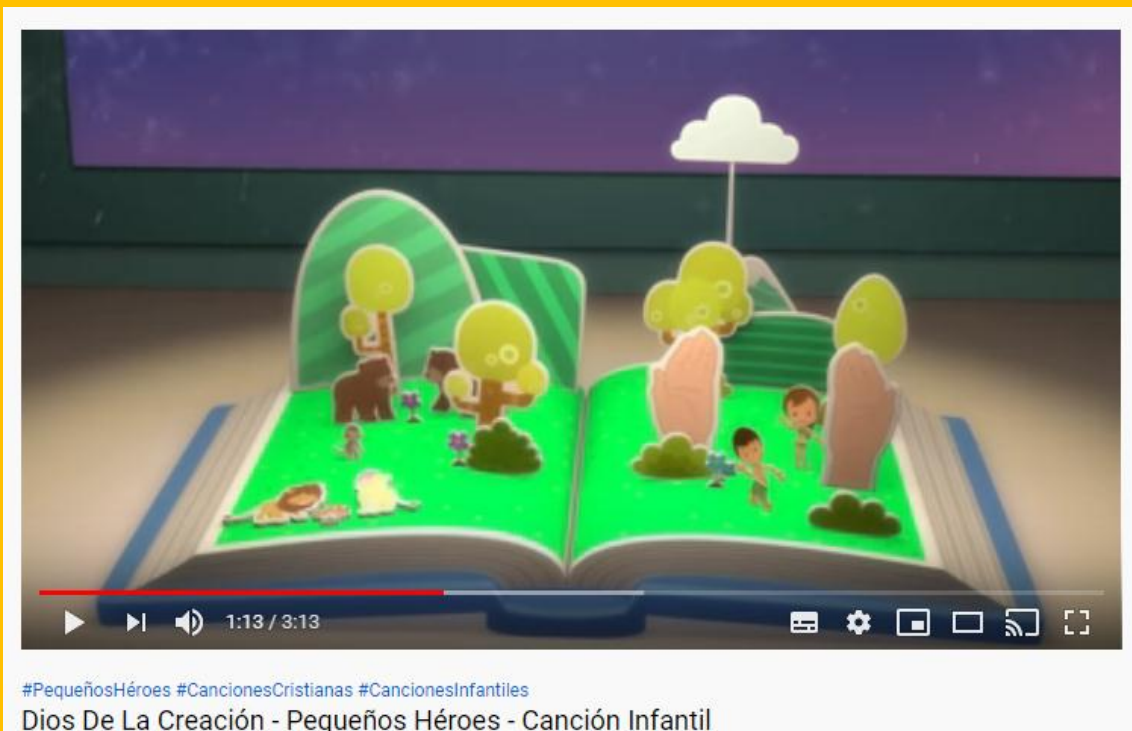 1:13 / 3:13
#PequeñosHéroes #CancionesCristianas #CancionesInfantiles
Dios De La Creación - Pequeños Héroes - Canción Infantil